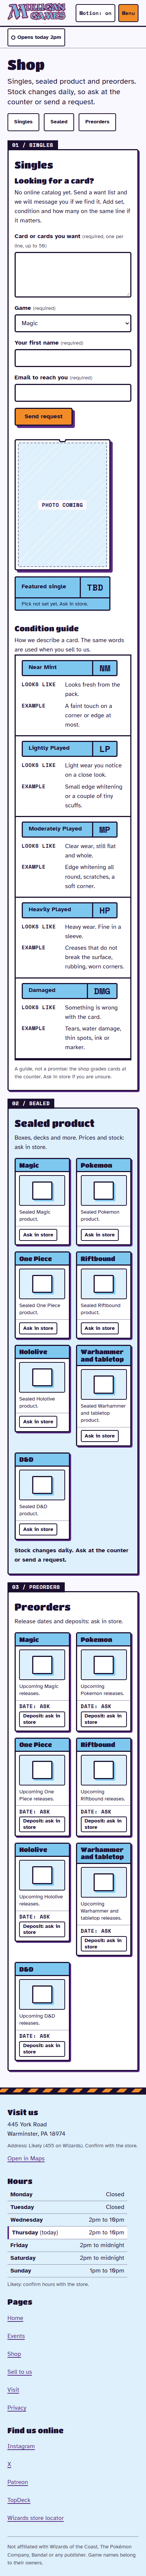 MULLIGAN GAMES
Motion: on
Menu
Opens today 2pm
Shop
Singles, sealed product and preorders.
Stock changes daily, so ask at the
counter or send a request.
Singles
Sealed
Preorders
01 / SINGLES
Singles
Looking for a card?
No online catalog yet. Send a want list and
we will message you if we find it. Add set,
condition and how many on the same line
if it matters.
Card or cards you want (required, one per
line, up to 50)
Game (required)
Magic
Your first name (required)
Email to reach you (required)
Send request
PHOTO COMING
Featured single
TBD
Pick not set yet. Ask in store.
Condition guide
How we describe a card. The same words
are used when you sell to us.
Near Mint
NM
LOOKS LIKE
Looks fresh from the
pack.
EXAMPLE
A faint touch on a
corner or edge at
most.
Lightly Played
LP
LOOKS LIKE
Light wear you notice
on a close look.
EXAMPLE
Small edge whitening
or a couple of tiny
scuffs.
Moderately Played
MP
LOOKS LIKE
Clear wear, still flat
and whole.
EXAMPLE
Edge whitening all
round, scratches, a
soft corner.
Heavily Played
HP
LOOKS LIKE
Heavy wear. Fine in a
sleeve.
EXAMPLE
Creases that do not
break the surface,
rubbing, worn corners.
Damaged
DMG
LOOKS LIKE
Something is wrong
with the card.
EXAMPLE
Tears, water damage,
thin spots, ink or
marker.
A guide, not a promise: the shop grades cards at
the counter. Ask in store if you are unsure.
02 / SEALED
Sealed product
Boxes, decks and more. Prices and stock:
ask in store.
Magic
Sealed Magic
product.
Ask in store
Pokemon
Sealed Pokemon
product.
Ask in store
One Piece
Sealed One Piece
product.
Ask in store
Riftbound
Sealed Riftbound
product.
Ask in store
Hololive
Sealed Hololive
product.
Ask in store
Warhammer
and tabletop
Sealed Warhammer
and tabletop
product.
Ask in store
D&D
Sealed D&D
product.
Ask in store
Stock changes daily. Ask at the counter
or send a request.
03 / PREORDERS
Preorders
Release dates and deposits: ask in store.
Magic
Upcoming Magic
releases.
DATE: ASK
Deposit: ask in
store
Pokemon
Upcoming
Pokemon releases.
DATE: ASK
Deposit: ask in
store
One Piece
Upcoming One
Piece releases.
DATE: ASK
Deposit: ask in
store
Riftbound
Upcoming
Riftbound releases.
DATE: ASK
Deposit: ask in
store
Hololive
Upcoming Hololive
releases.
DATE: ASK
Deposit: ask in
store
Warhammer
and tabletop
Upcoming
Warhammer and
tabletop releases.
DATE: ASK
Deposit: ask in
store
D&D
Upcoming D&D
releases.
DATE: ASK
Deposit: ask in
store
Visit us
445 York Road
Warminster, PA 18974
Address: Likely (455 on Wizards). Confirm with the store.
Open in Maps
Hours
Monday Closed
Tuesday Closed
Wednesday 2pm to 10pm
Thursday (today) 2pm to 10pm
Friday 2pm to midnight
Saturday 2pm to midnight
Sunday 1pm to 10pm
Likely: confirm hours with the store.
Pages
Home
Events
Shop
Sell to us
Visit
Privacy
Find us online
Instagram
X
Patreon
TopDeck
Wizards store locator
Not affiliated with Wizards of the Coast, The Pokémon
Company, Bandai or any publisher. Game names belong
to their owners.